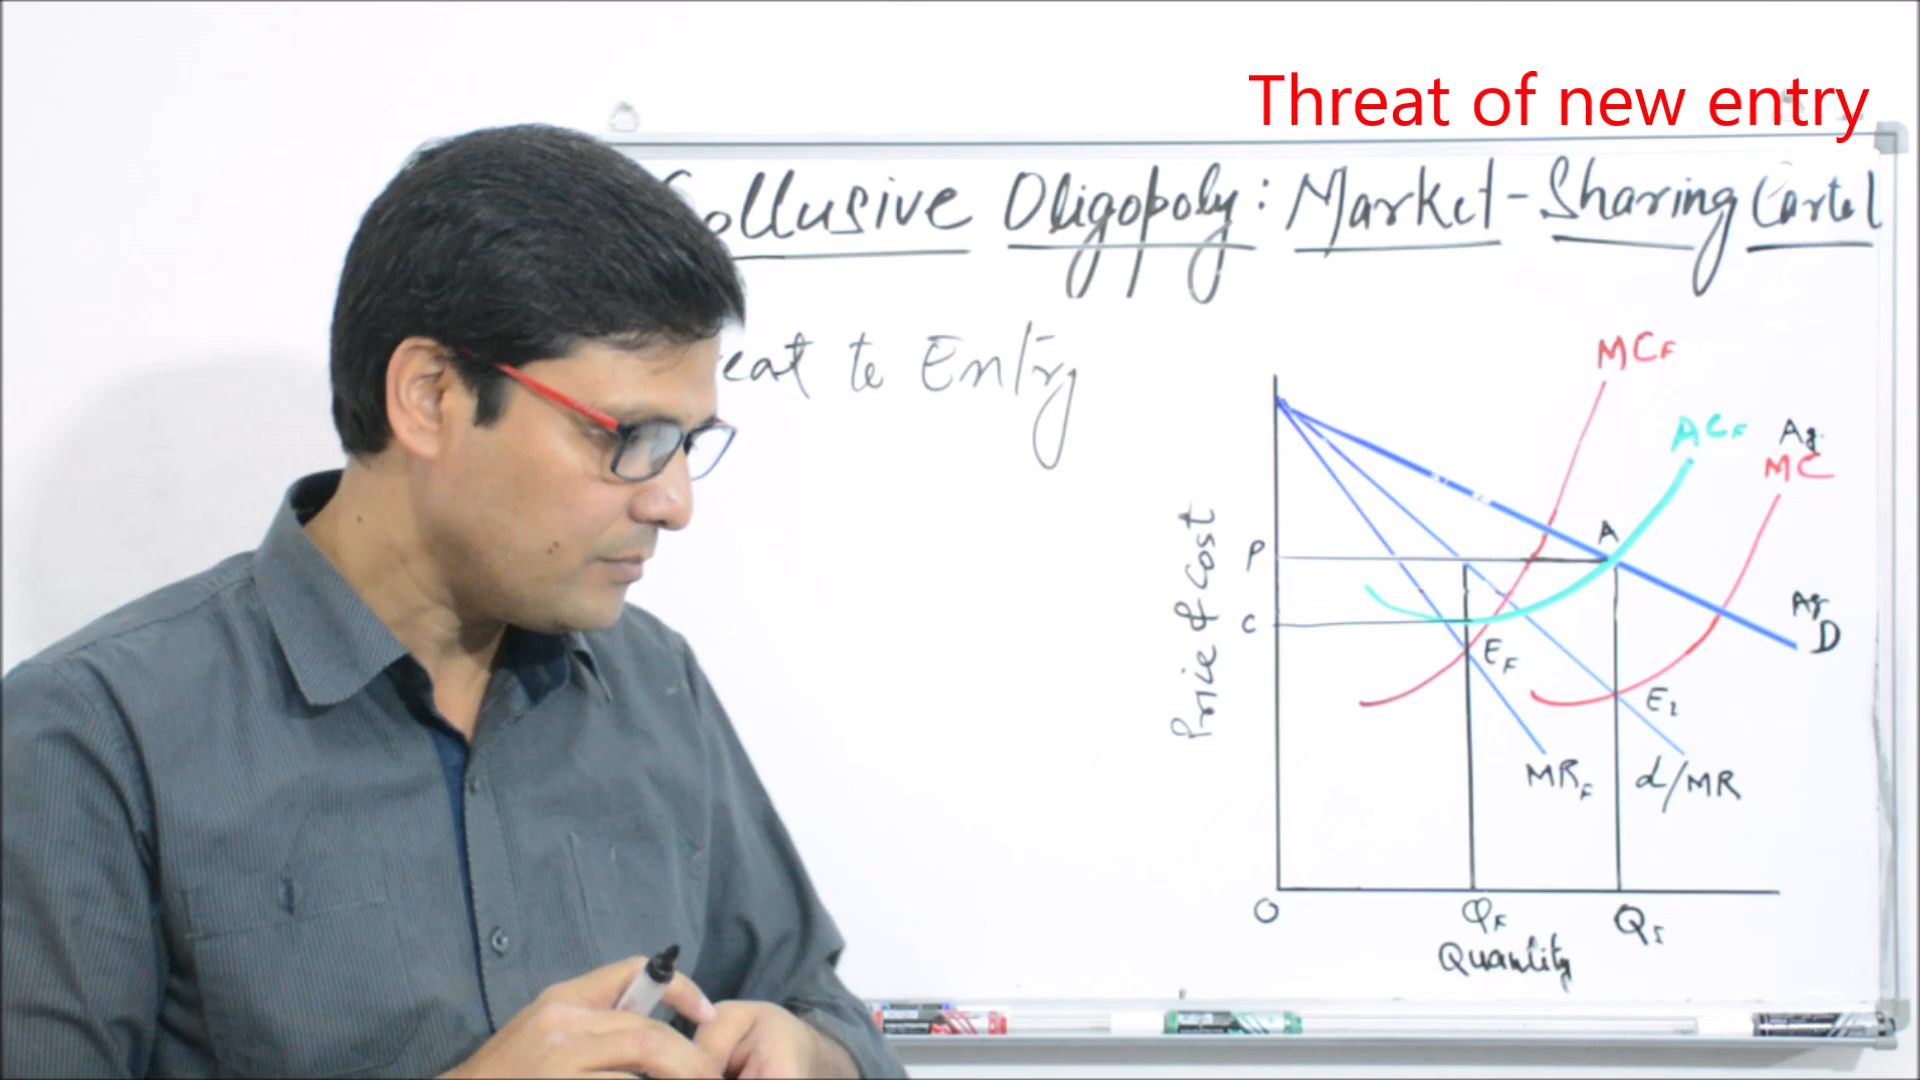 Threat of new entry
Collusive Oligopoly: Market-Sharing Cartel
eat to Entry
MCF
ACF
Ag.
MC
A
P
C
Price & Cost
EF
Ag.
D
E1
MRF
d/MR
O
QF
QI
Quantity